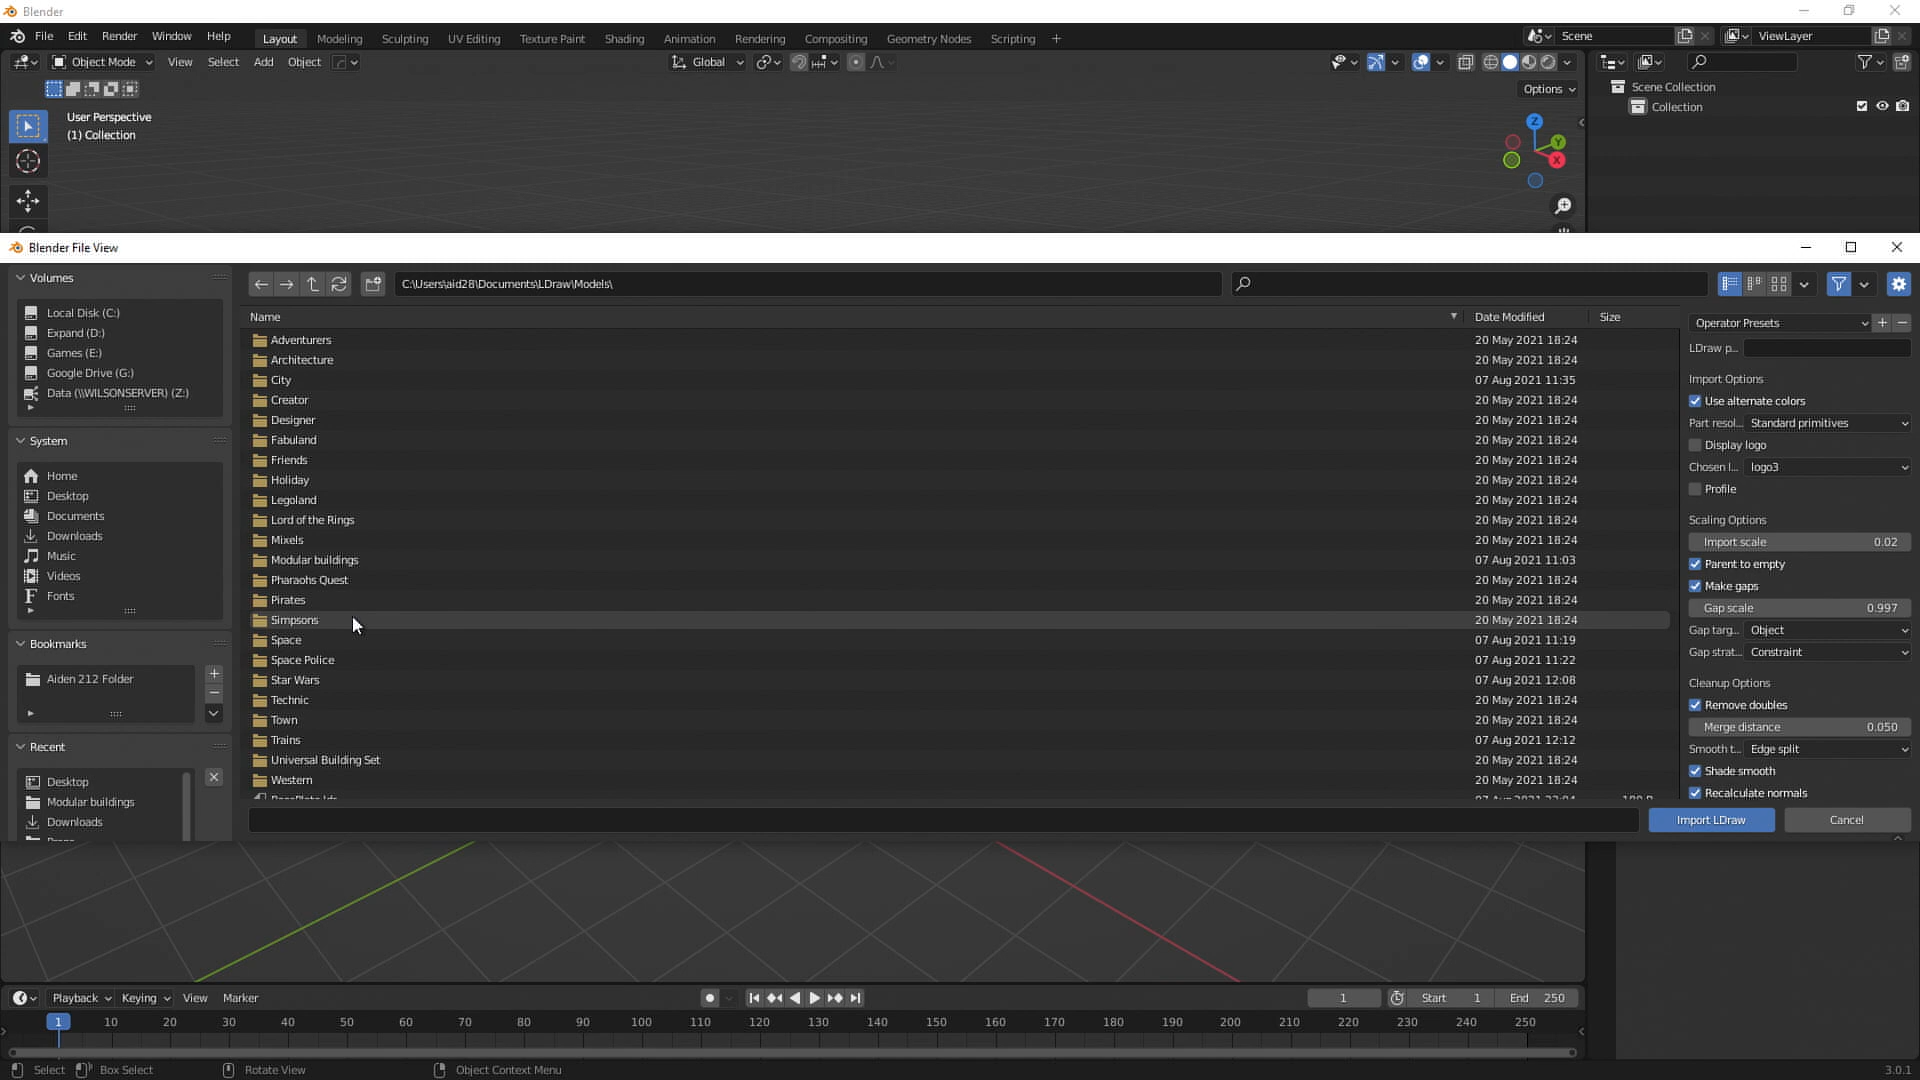 Blender
File Edit Render Window Help Layout Modeling Sculpting UV Editing Texture Paint Shading Animation Rendering Compositing Geometry Nodes Scripting + Scene ViewLayer
Object Mode View Select Add Object Global
Options
User Perspective
(1) Collection
Z
Y
X
Scene Collection
Collection
Blender File View
Volumes
Local Disk (C:)
Expand (D:)
Games (E:)
Google Drive (G:)
Data (\\WILSONSERVER) (Z:)
System
Home
Desktop
Documents
Downloads
Music
Videos
Fonts
Bookmarks
Aiden 212 Folder
Recent
Desktop
Modular buildings
Downloads
C:\Users\aid28\Documents\LDraw\Models\
Name Date Modified Size
Adventurers 20 May 2021 18:24
Architecture 20 May 2021 18:24
City 07 Aug 2021 11:35
Creator 20 May 2021 18:24
Designer 20 May 2021 18:24
Fabuland 20 May 2021 18:24
Friends 20 May 2021 18:24
Holiday 20 May 2021 18:24
Legoland 20 May 2021 18:24
Lord of the Rings 20 May 2021 18:24
Mixels 20 May 2021 18:24
Modular buildings 07 Aug 2021 11:03
Pharaohs Quest 20 May 2021 18:24
Pirates 20 May 2021 18:24
Simpsons 20 May 2021 18:24
Space 07 Aug 2021 11:19
Space Police 07 Aug 2021 11:22
Star Wars 07 Aug 2021 12:08
Technic 20 May 2021 18:24
Town 20 May 2021 18:24
Trains 07 Aug 2021 12:12
Universal Building Set 20 May 2021 18:24
Western 20 May 2021 18:24
Operator Presets
LDraw p...
Import Options
Use alternate colors
Part resol... Standard primitives
Display logo
Chosen l... logo3
Profile
Scaling Options
Import scale 0.02
Parent to empty
Make gaps
Gap scale 0.997
Gap targ... Object
Gap strat... Constraint
Cleanup Options
Remove doubles
Merge distance 0.050
Smooth t... Edge split
Shade smooth
Recalculate normals
Import LDraw Cancel
Playback Keying View Marker 1 Start 1 End 250
1 10 20 30 40 50 60 70 80 90 100 110 120 130 140 150 160 170 180 190 200 210 220 230 240 250
Select Box Select Rotate View Object Context Menu 3.0.1